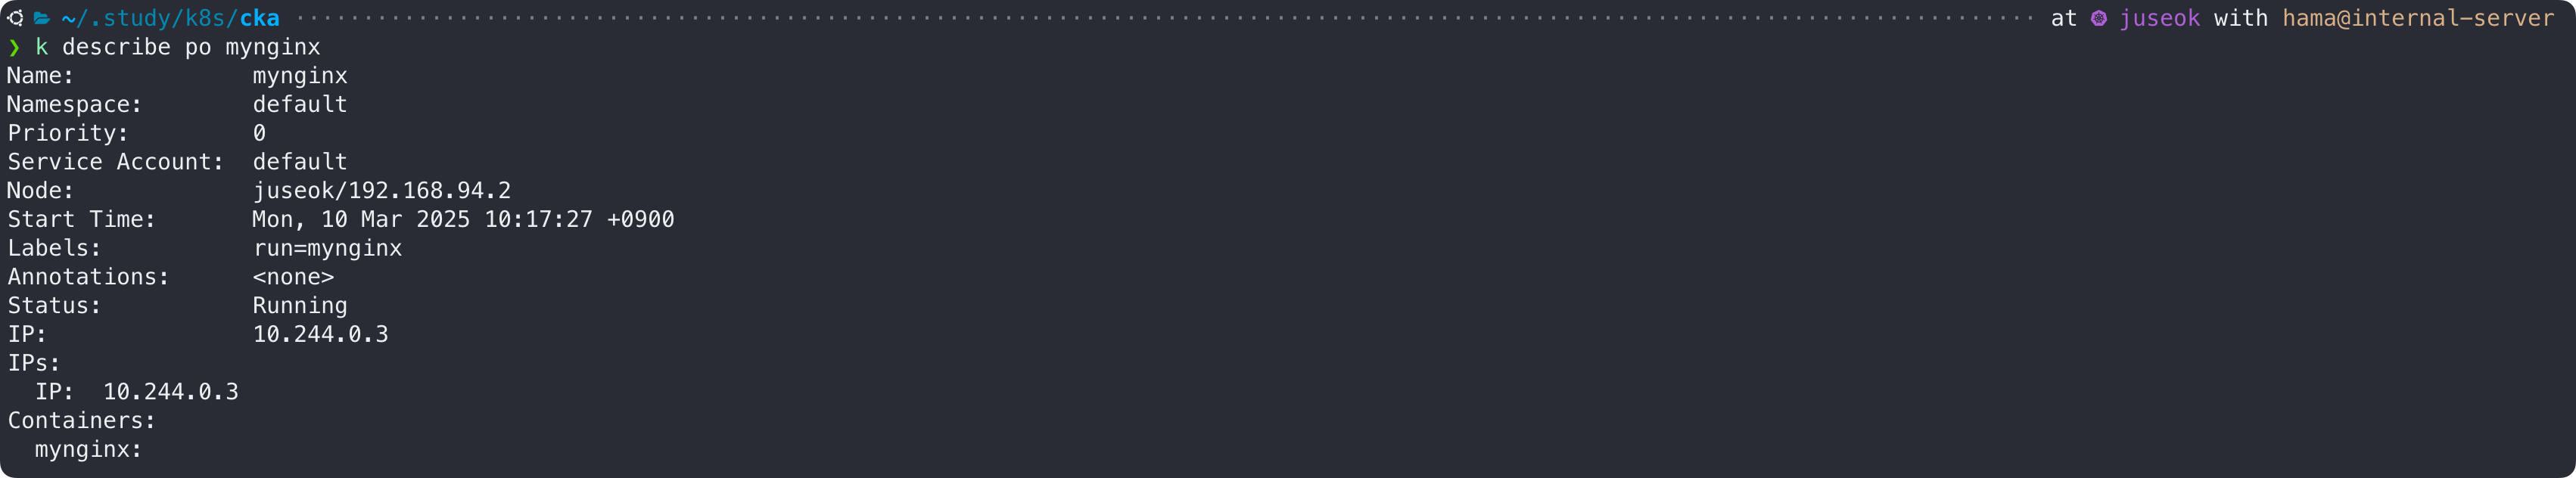 ~/.study/k8s/cka at juseok with hama@internal-server
❯ k describe po mynginx
Name:             mynginx
Namespace:        default
Priority:         0
Service Account:  default
Node:             juseok/192.168.94.2
Start Time:       Mon, 10 Mar 2025 10:17:27 +0900
Labels:           run=mynginx
Annotations:      <none>
Status:           Running
IP:               10.244.0.3
IPs:
  IP:  10.244.0.3
Containers:
  mynginx: